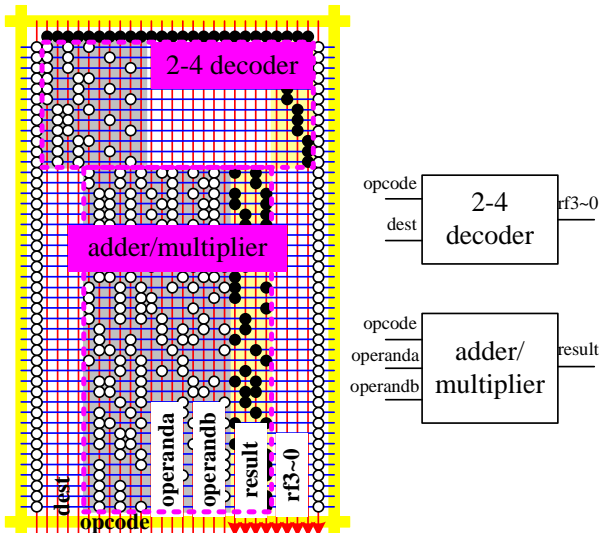 2-4 decoder
adder/multiplier
dest
opcode
operanda
operandb
result
rf3~0
opcode
dest
2-4
decoder
rf3~0
opcode
operanda
operandb
adder/
multiplier
result